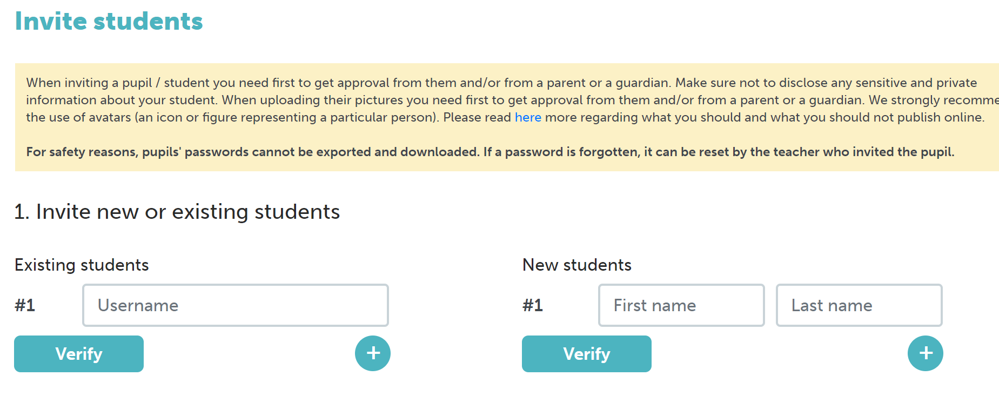 Invite students
When inviting a pupil / student you need first to get approval from them and/or from a parent or a guardian. Make sure not to disclose any sensitive and private
information about your student. When uploading their pictures you need first to get approval from them and/or from a parent or a guardian. We strongly recomme
the use of avatars (an icon or figure representing a particular person). Please read here more regarding what you should and what you should not publish online.
For safety reasons, pupils' passwords cannot be exported and downloaded. If a password is forgotten, it can be reset by the teacher who invited the pupil.
1. Invite new or existing students
Existing students
#1 Username
Verify +
New students
#1 First name Last name
Verify +